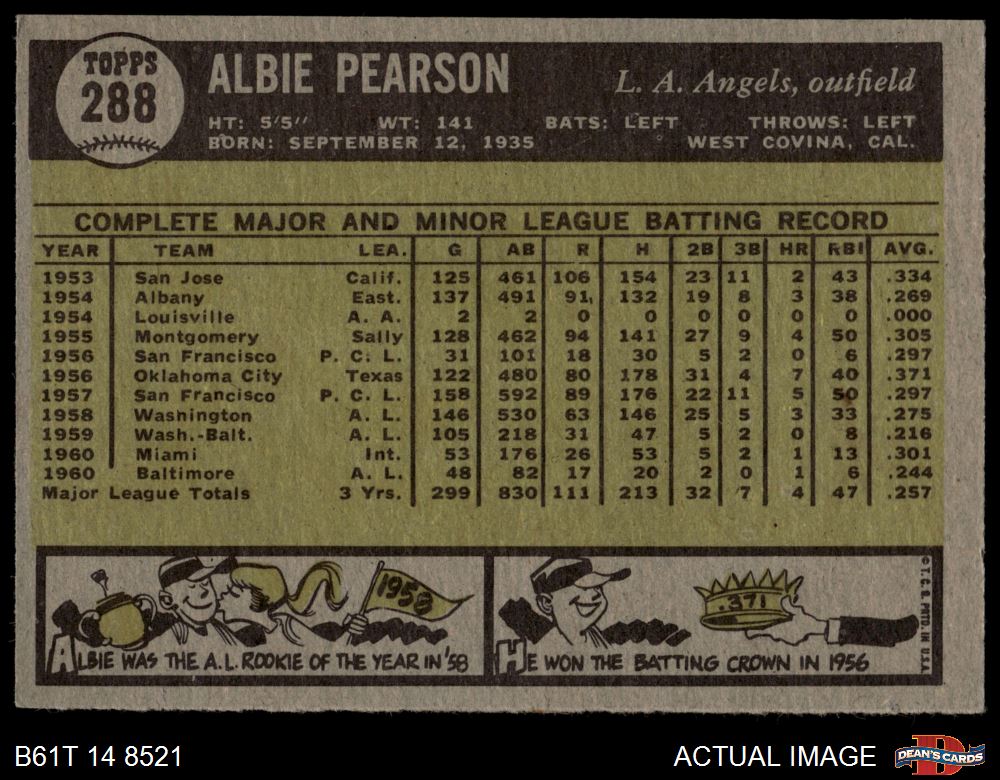 TOPPS
288
ALBIE PEARSON
L. A. Angels, outfield
HT: 5'5" WT: 141 BATS: LEFT THROWS: LEFT
BORN: SEPTEMBER 12, 1935 WEST COVINA, CAL.
COMPLETE MAJOR AND MINOR LEAGUE BATTING RECORD
YEAR TEAM LEA. G AB R H 2B 3B HR RBI AVG.
1953 San Jose Calif. 125 461 106 154 23 11 2 43 .334
1954 Albany East. 137 491 91 132 19 8 3 38 .269
1954 Louisville A. A. 2 2 0 0 0 0 0 0 .000
1955 Montgomery Sally 128 462 94 141 27 9 4 50 .305
1956 San Francisco P. C. L. 31 101 18 30 5 2 0 6 .297
1956 Oklahoma City Texas 122 480 80 178 31 4 7 40 .371
1957 San Francisco P. C. L. 158 592 89 176 22 11 5 50 .297
1958 Washington A. L. 146 530 63 146 25 5 3 33 .275
1959 Wash.-Balt. A. L. 105 218 31 47 5 2 0 8 .216
1960 Miami Int. 53 176 26 53 5 2 1 13 .301
1960 Baltimore A. L. 48 82 17 20 2 0 1 6 .244
Major League Totals 3 Yrs. 299 830 111 213 32 7 4 47 .257
1958
ALBIE WAS THE A.L. ROOKIE OF THE YEAR IN '58
.371
HE WON THE BATTING CROWN IN 1956
© T. C. G. PRTD. IN U.S.A.
B61T 14 8521
ACTUAL IMAGE
D
DEAN'S CARDS